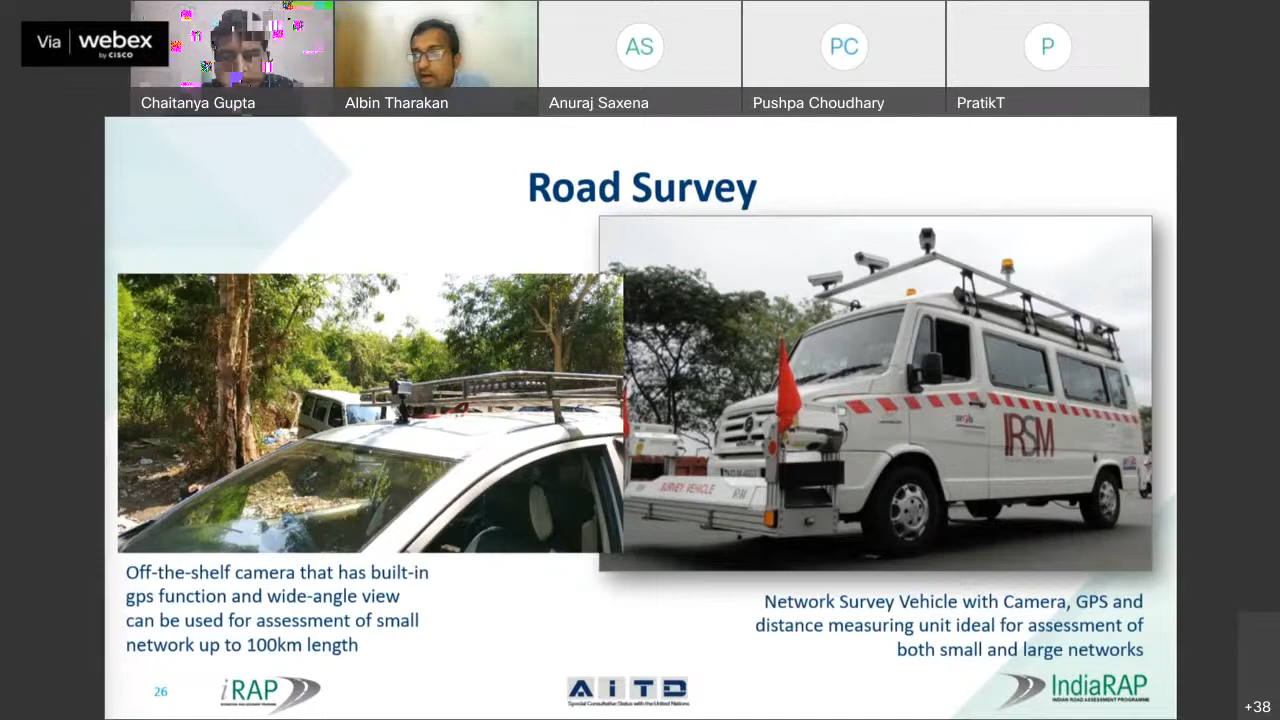 Via webex
by CISCO
Chaitanya Gupta
Albin Tharakan
AS
Anuraj Saxena
PC
Pushpa Choudhary
P
PratikT
Road Survey
IRSM
SURVEY VEHICLE
Off-the-shelf camera that has built-in
gps function and wide-angle view
can be used for assessment of small
network up to 100km length
Network Survey Vehicle with Camera, GPS and
distance measuring unit ideal for assessment of
both small and large networks
26
iRAP
AiTD
Special Consultative Status with the United Nations
IndiaRAP
INDIAN ROAD ASSESSMENT PROGRAMME
+38